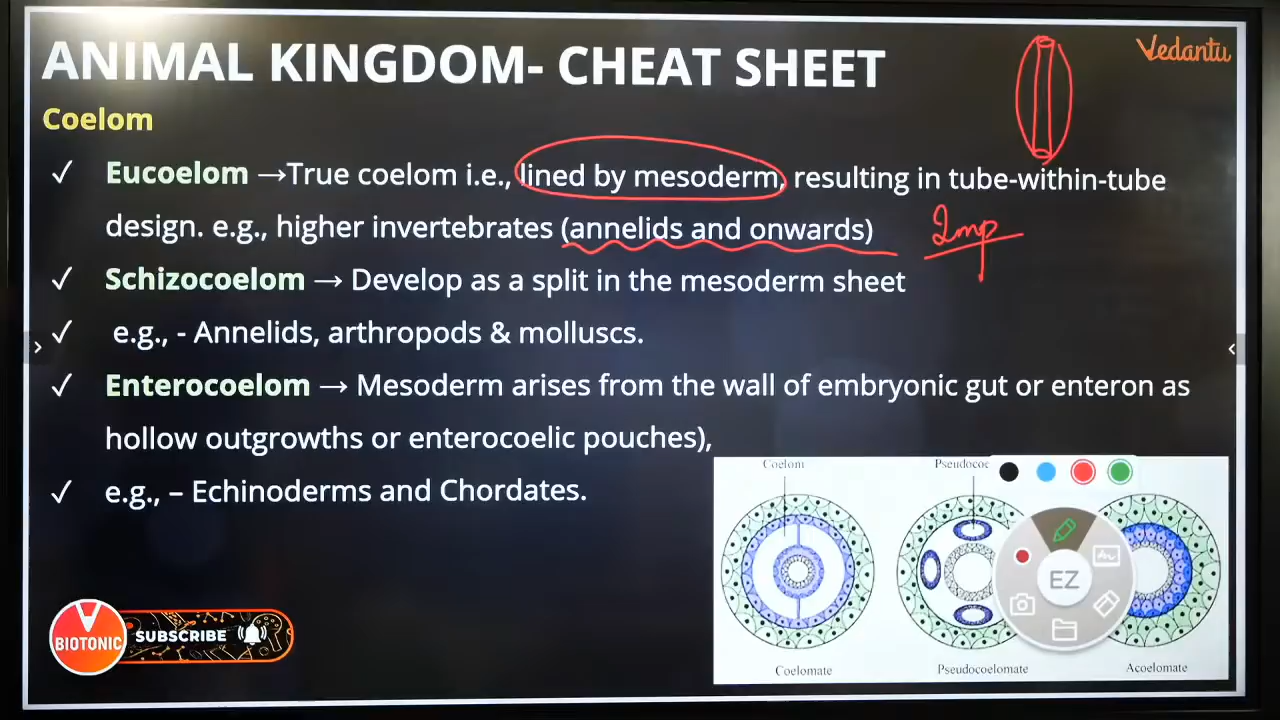 ANIMAL KINGDOM- CHEAT SHEET
Vedantu
Coelom
✓ Eucoelom →True coelom i.e., lined by mesoderm, resulting in tube-within-tube
design. e.g., higher invertebrates (annelids and onwards)
Imp
✓ Schizocoelom → Develop as a split in the mesoderm sheet
✓ e.g., - Annelids, arthropods & molluscs.
✓ Enterocoelom → Mesoderm arises from the wall of embryonic gut or enteron as
hollow outgrowths or enterocoelic pouches),
✓ e.g., – Echinoderms and Chordates.
Coelom
Pseudococ
EZ
Coelomate
Pseudocoelomate
Acoelomate
BIOTONIC
SUBSCRIBE